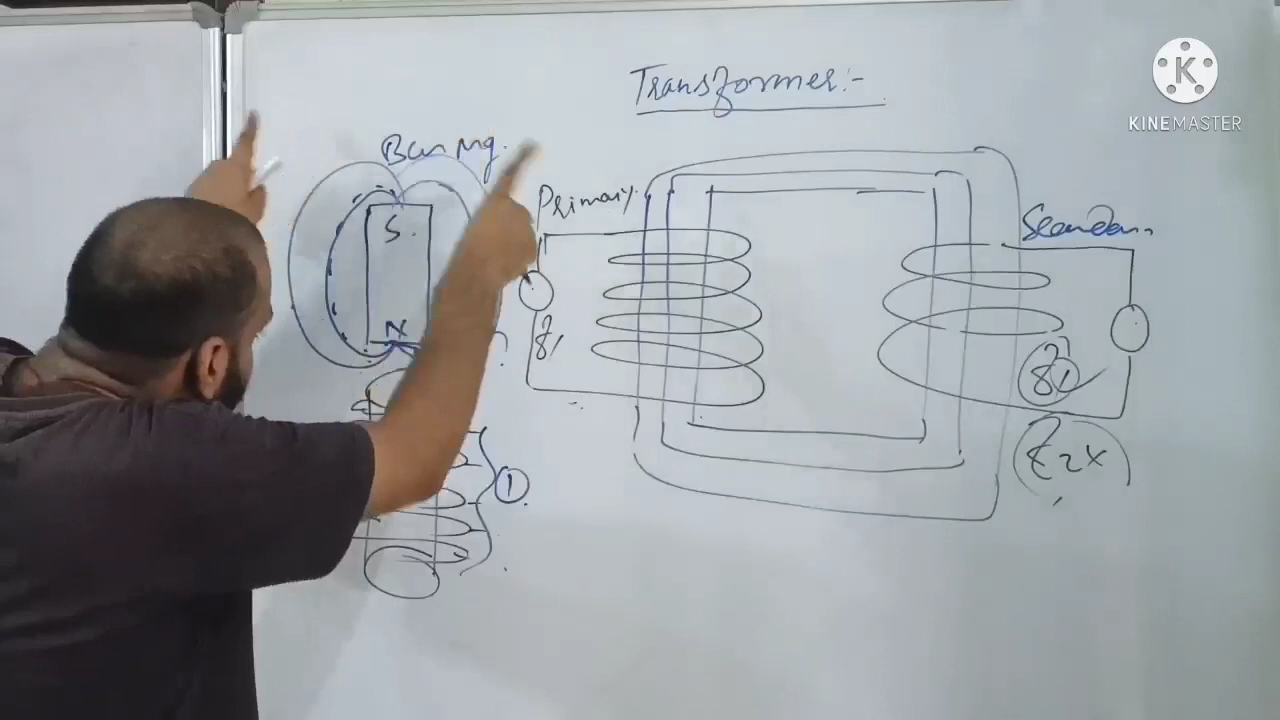 Transformer:-
KINEMASTER
Bar Mg.
Primary
Secondary
S.
N
①